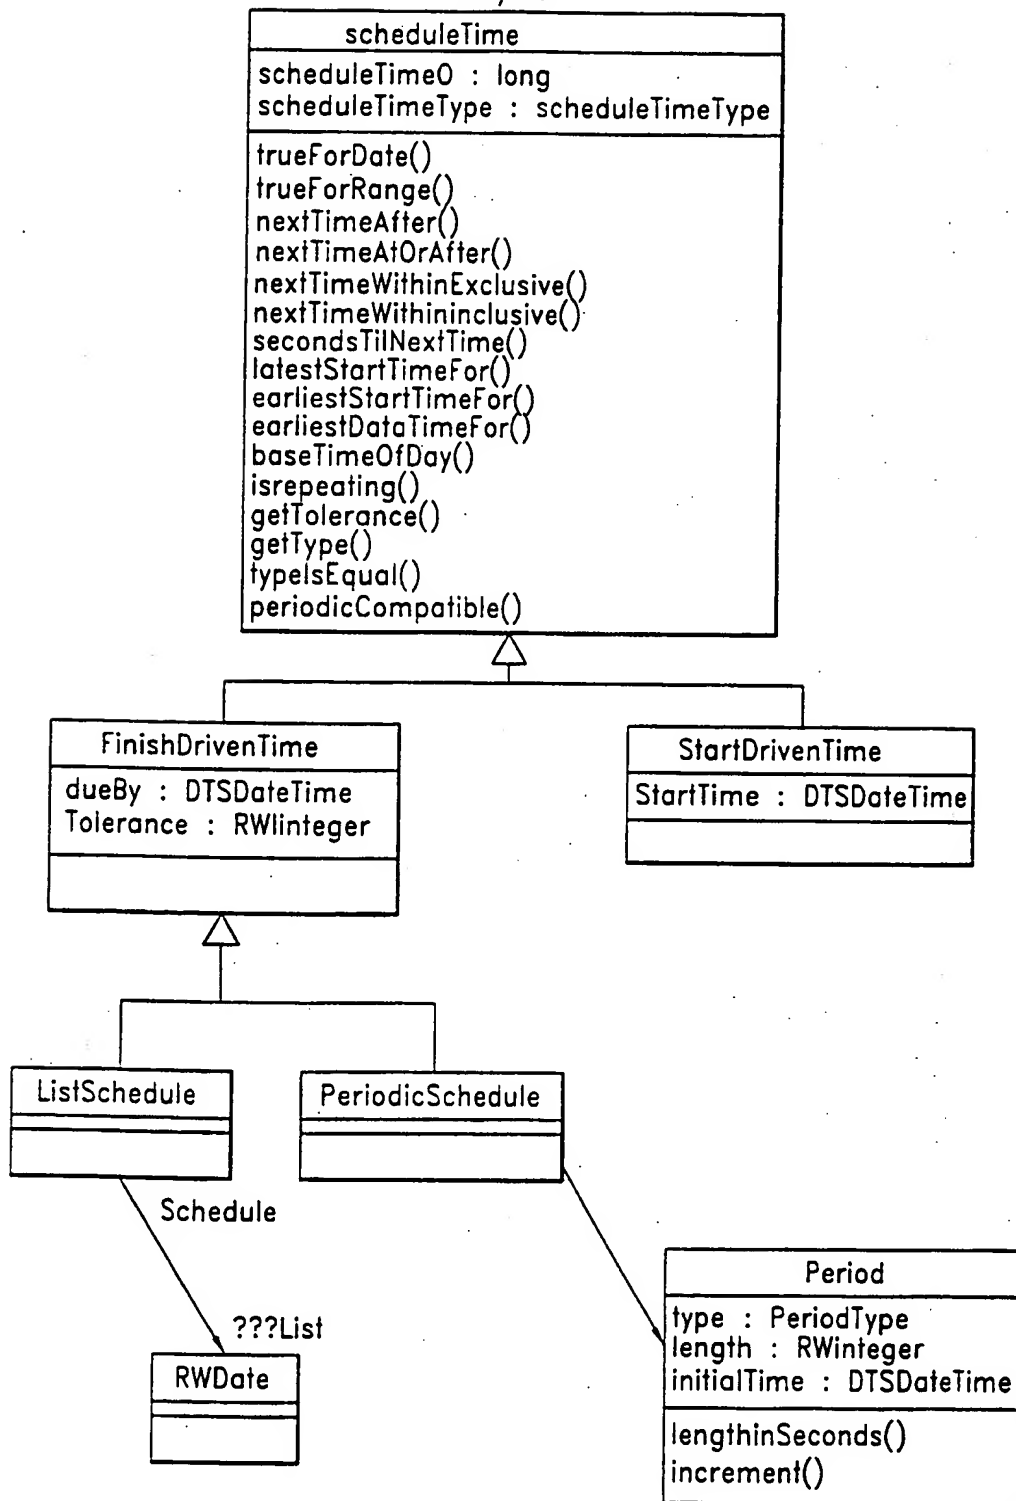 scheduleTime
scheduleTimeO : long
scheduleTimeType : scheduleTimeType
trueForDate()
trueForRange()
nextTimeAfter()
nextTimeAtOrAfter()
nextTimeWithinExclusive()
nextTimeWithininclusive()
secondsTilNextTime()
latestStartTimeFor()
earliestStartTimeFor()
earliestDataTimeFor()
baseTimeOfDay()
isrepeating()
getTolerance()
getType()
typeIsEqual()
periodicCompatible()
FinishDrivenTime
dueBy : DTSDateTime
Tolerance : RWIinteger
StartDrivenTime
StartTime : DTSDateTime
ListSchedule
PeriodicSchedule
Schedule
???List
RWDate
Period
type : PeriodType
length : RWinteger
initialTime : DTSDateTime
lengthinSeconds()
increment()